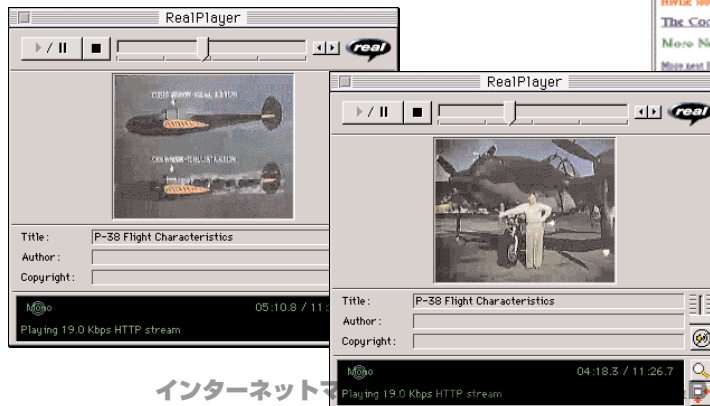 RealPlayer
real
Title:
P-38 Flight Characteristics
Author:
Copyright:
Mono
05:10.8 / 11:
Playing 19.0 Kbps HTTP stream
The Coo
More Ne
RealPlayer
real
Title:
P-38 Flight Characteristics
Author:
Copyright:
Mono
04:18.3 / 11:26.7
Playing 19.0 Kbps HTTP stream
インターネットマ